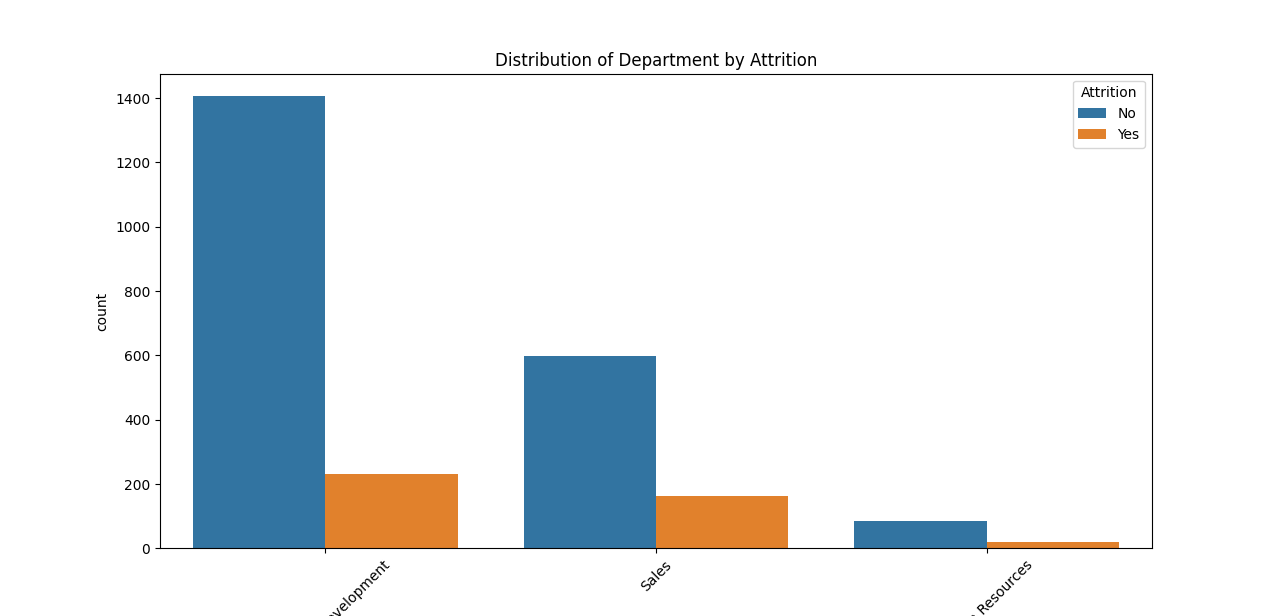 Distribution of Department by Attrition
Attrition
No
Yes
1400
1200
1000
800
600
400
200
0
count
Sales
Resources